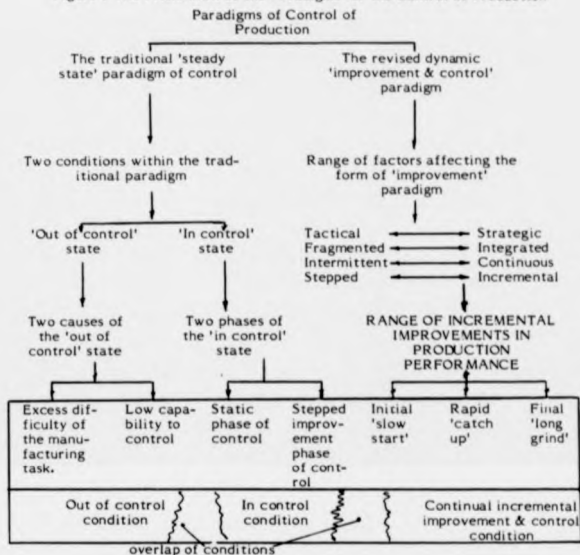 Paradigms of Control of
Production
The traditional 'steady
state' paradigm of control
The revised dynamic
'improvement & control'
paradigm
Two conditions within the trad-
itional paradigm
Range of factors affecting the
form of 'improvement'
paradigm
'Out of control'
state
'In control'
state
Tactical Strategic
Fragmented Integrated
Intermittent Continuous
Stepped Incremental
Two causes of
the 'out of
control' state
Two phases of
the 'in control'
state
RANGE OF INCREMENTAL
IMPROVEMENTS IN
PRODUCTION
PERFORMANCE
Excess dif-
ficulty of
the manu-
facturing
task.
Low capa-
bility to
control
Static
phase of
control
Stepped
improv-
ement
phase of
cont-
rol
Initial
'slow
start'
Rapid
'catch
up'
Final
'long
grind'
Out of control
condition
In control
condition
Continual incremental
improvement & control
condition
overlap of conditions